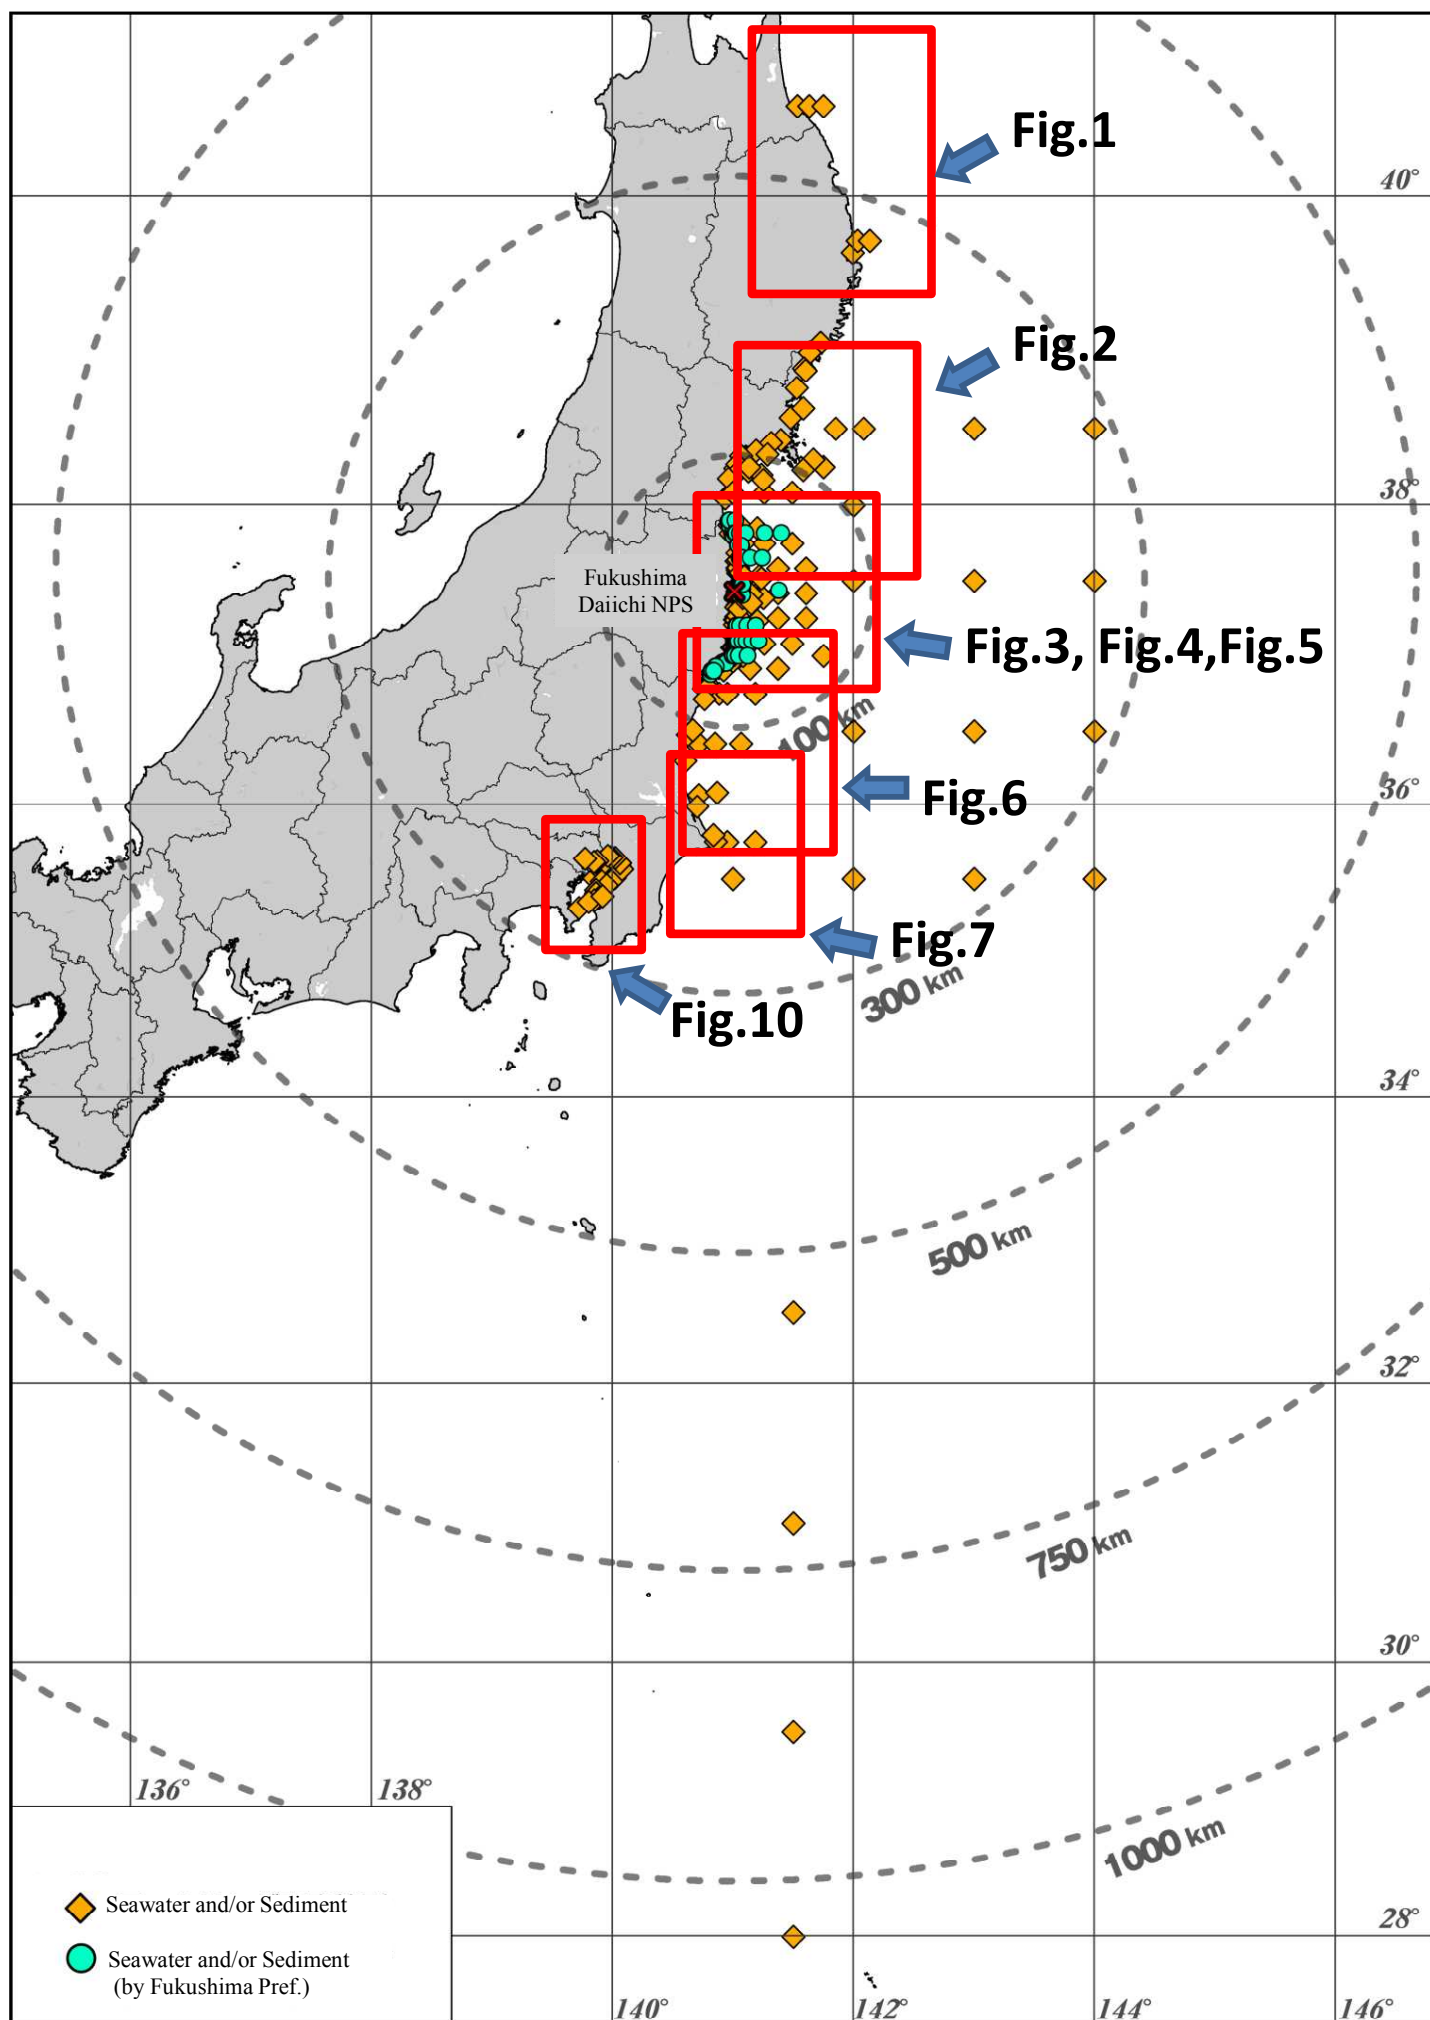 Fig.1
40°
Fig.2
38°
Fukushima
Daiichi NPS
Fig.3, Fig.4,Fig.5
100 km
36°
Fig.6
Fig.7
300 km
Fig.10
34°
500 km
32°
750 km
30°
136°
138°
1000 km
Seawater and/or Sediment
28°
Seawater and/or Sediment
(by Fukushima Pref.)
140°
142°
144°
146°